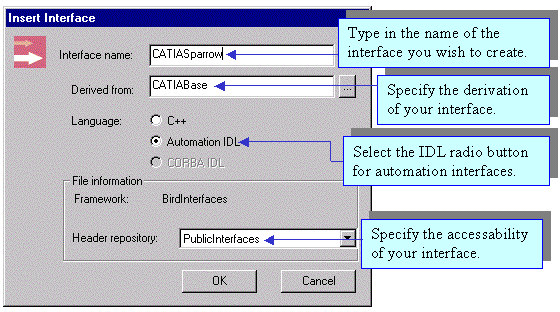 Insert Interface
Type in the name of the
interface you wish to create.
Interface name:
CATIASparrow
Derived from:
CATIABase
...
Specify the derivation
of your interface.
Language:
C++
Automation IDL
CORBA IDL
Select the IDL radio button
for automation interfaces.
File information
Framework:
BirdInterfaces
Header repository:
PublicInterfaces
Specify the accessability
of your interface.
OK
Cancel